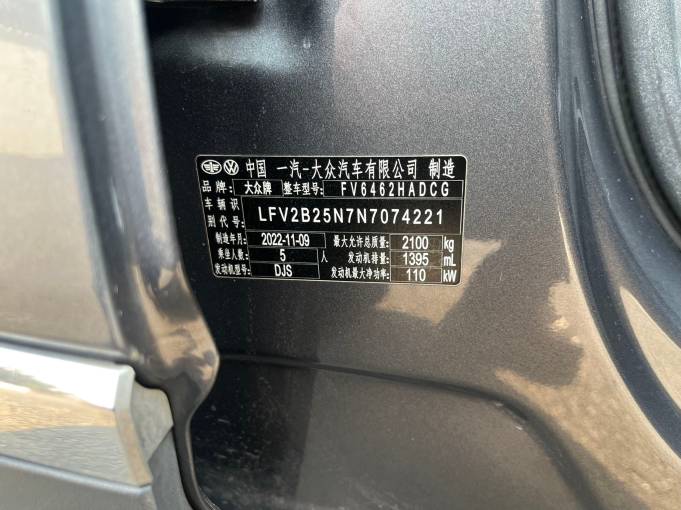 中国 一汽-大众汽车有限公司 制造
品牌: 大众牌 整车型号: FV6462HADCG
车辆识别代号: LFV2B25N7N7074221
制造年月: 2022-11-09 最大允许总质量: 2100 kg
乘坐人数: 5 人 发动机排量: 1395 mL
发动机型号: DJS 发动机最大净功率: 110 kW